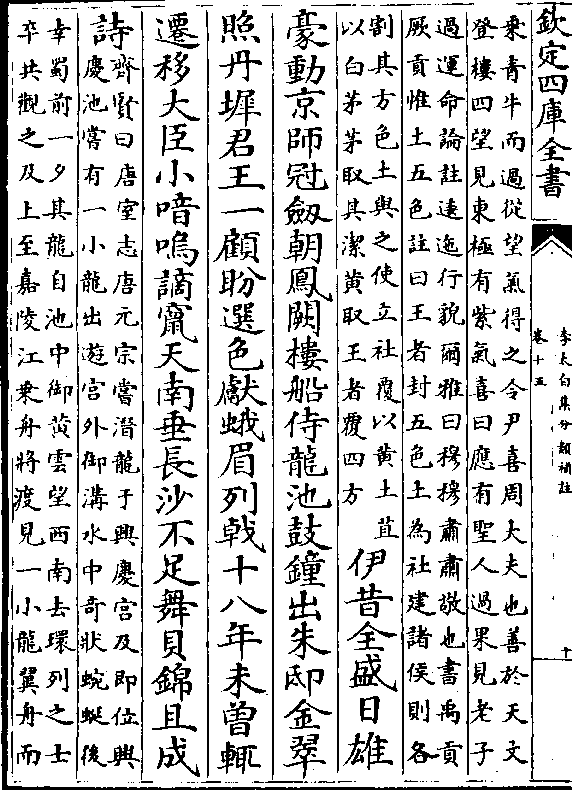 欽定四庫全書
李太白集分類補註
卷十五
十
乘青牛而過從望氣得之令尹喜周大夫也善於天文
登樓四望見東極有紫氣喜曰應有聖人過果見老子
過運命論註逺迤行貌爾雅曰穆穆肅肅敬也書禹貢
厥貢惟土五色註曰王者封五色土為社建諸侯則各
割其方色土與之使立社覆以黄土苴
以白茅茅取其潔黄取王者覆四方
伊昔全盛日雄
豪動京師冠劔朝鳳闕樓船侍龍池鼓鐘出朱邸金翠
照丹墀君王一顧盼選色獻蛾眉列戟十八年未曽輒
遷移大臣小喑嗚謫竄天南垂長沙不足舞貝錦且成
詩
齊賢曰唐室志唐元宗嘗潛龍于興慶宫及即位興
慶池嘗有一小龍出遊宫外御溝水中竒狀蜿蜒後
幸蜀前一夕其龍自池中御黄雲望西南去環列之士
卒共觀之及上至嘉陵江乗舟將渡見一小龍翼舟而